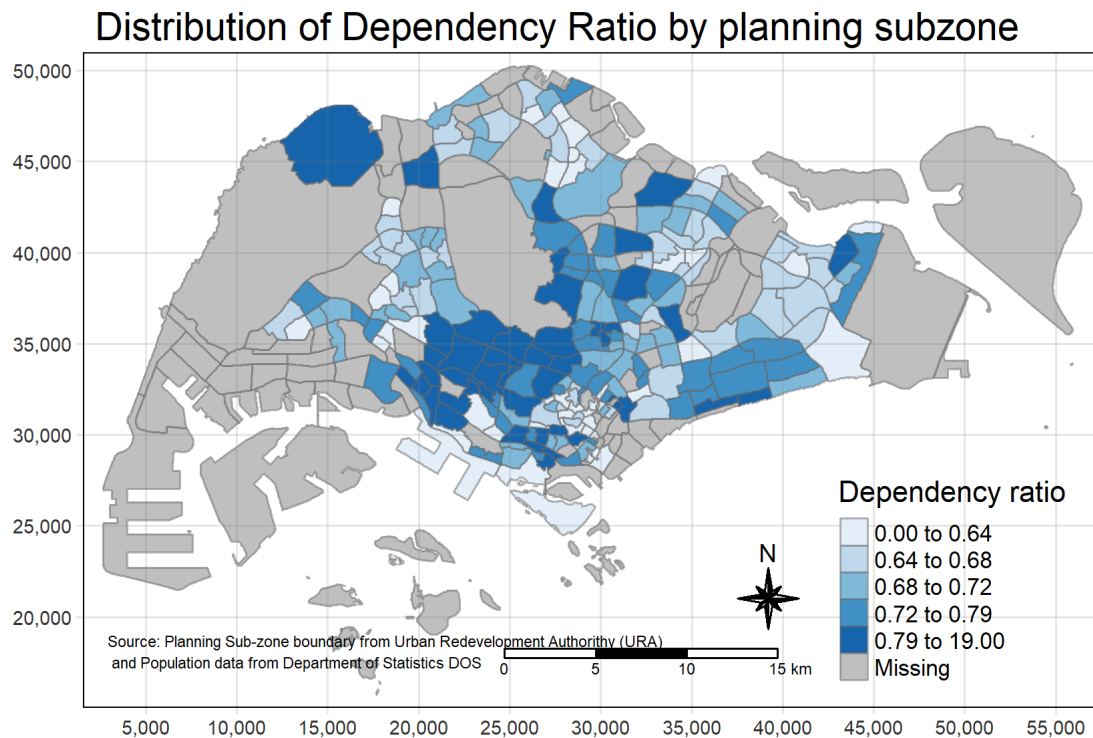 Distribution of Dependency Ratio by planning subzone
50,000
45,000
40,000
35,000
30,000
25,000
20,000
Dependency ratio
0.00 to 0.64
0.64 to 0.68
0.68 to 0.72
0.72 to 0.79
0.79 to 19.00
Missing
N
Source: Planning Sub-zone boundary from Urban Redevelopment Authorithy (URA)
and Population data from Department of Statistics DOS
0 5 10 15 km
5,000 10,000 15,000 20,000 25,000 30,000 35,000 40,000 45,000 50,000 55,000